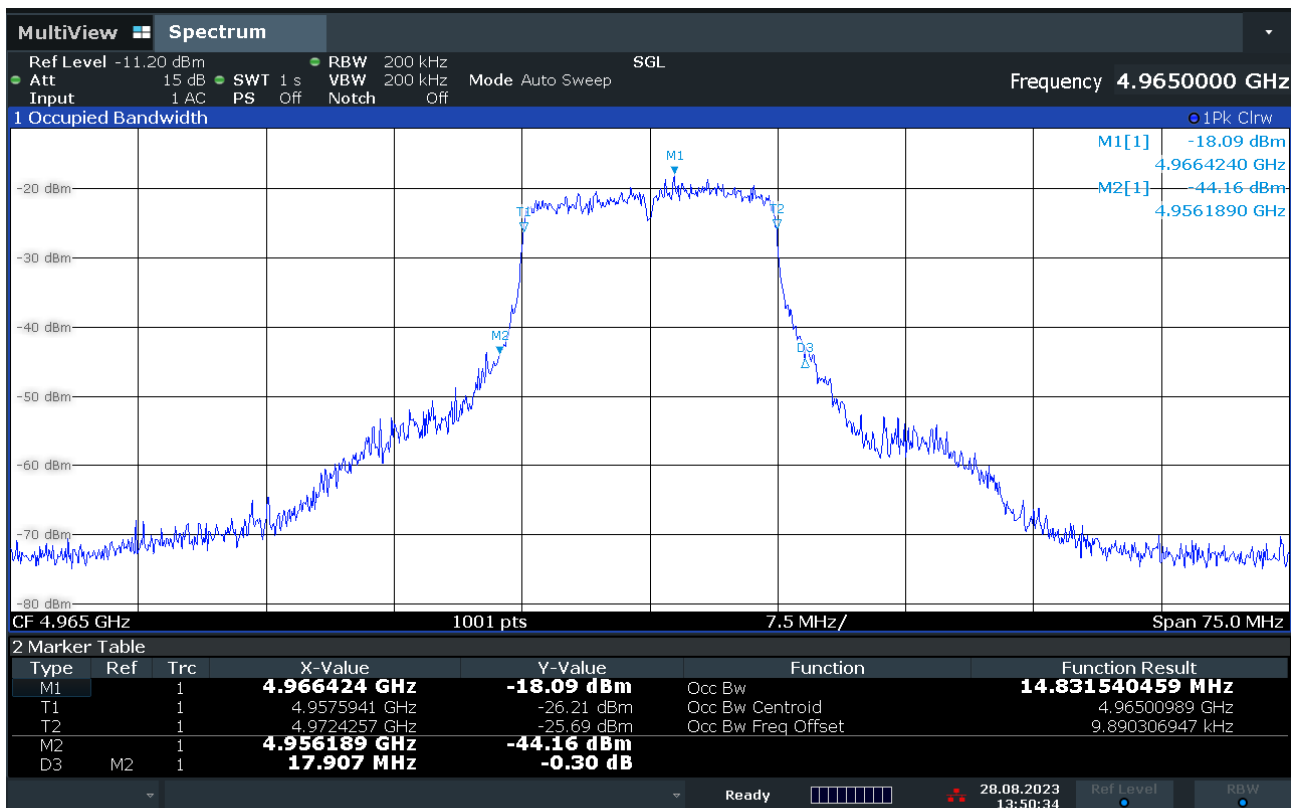 MultiView Spectrum
Ref Level -11.20 dBm RBW 200 kHz SGL
Att 15 dB SWT 1 s VBW 200 kHz Mode Auto Sweep Frequency 4.9650000 GHz
Input 1 AC PS Off Notch Off
1 Occupied Bandwidth 1Pk Clrw
M1[1] -18.09 dBm
4.9664240 GHz
M2[1] -44.16 dBm
4.9561890 GHz
M1
-20 dBm
T1 T2
-30 dBm
-40 dBm
M2
D3
-50 dBm
-60 dBm
-70 dBm
-80 dBm
CF 4.965 GHz 1001 pts 7.5 MHz/ Span 75.0 MHz
2 Marker Table
Type Ref Trc X-Value Y-Value Function Function Result
M1 1 4.966424 GHz -18.09 dBm Occ Bw 14.831540459 MHz
T1 1 4.9575941 GHz -26.21 dBm Occ Bw Centroid 4.96500989 GHz
T2 1 4.9724257 GHz -25.69 dBm Occ Bw Freq Offset 9.890306947 kHz
M2 1 4.956189 GHz -44.16 dBm
D3 M2 1 17.907 MHz -0.30 dB
Ready 28.08.2023 Ref Level RBW
13:50:34